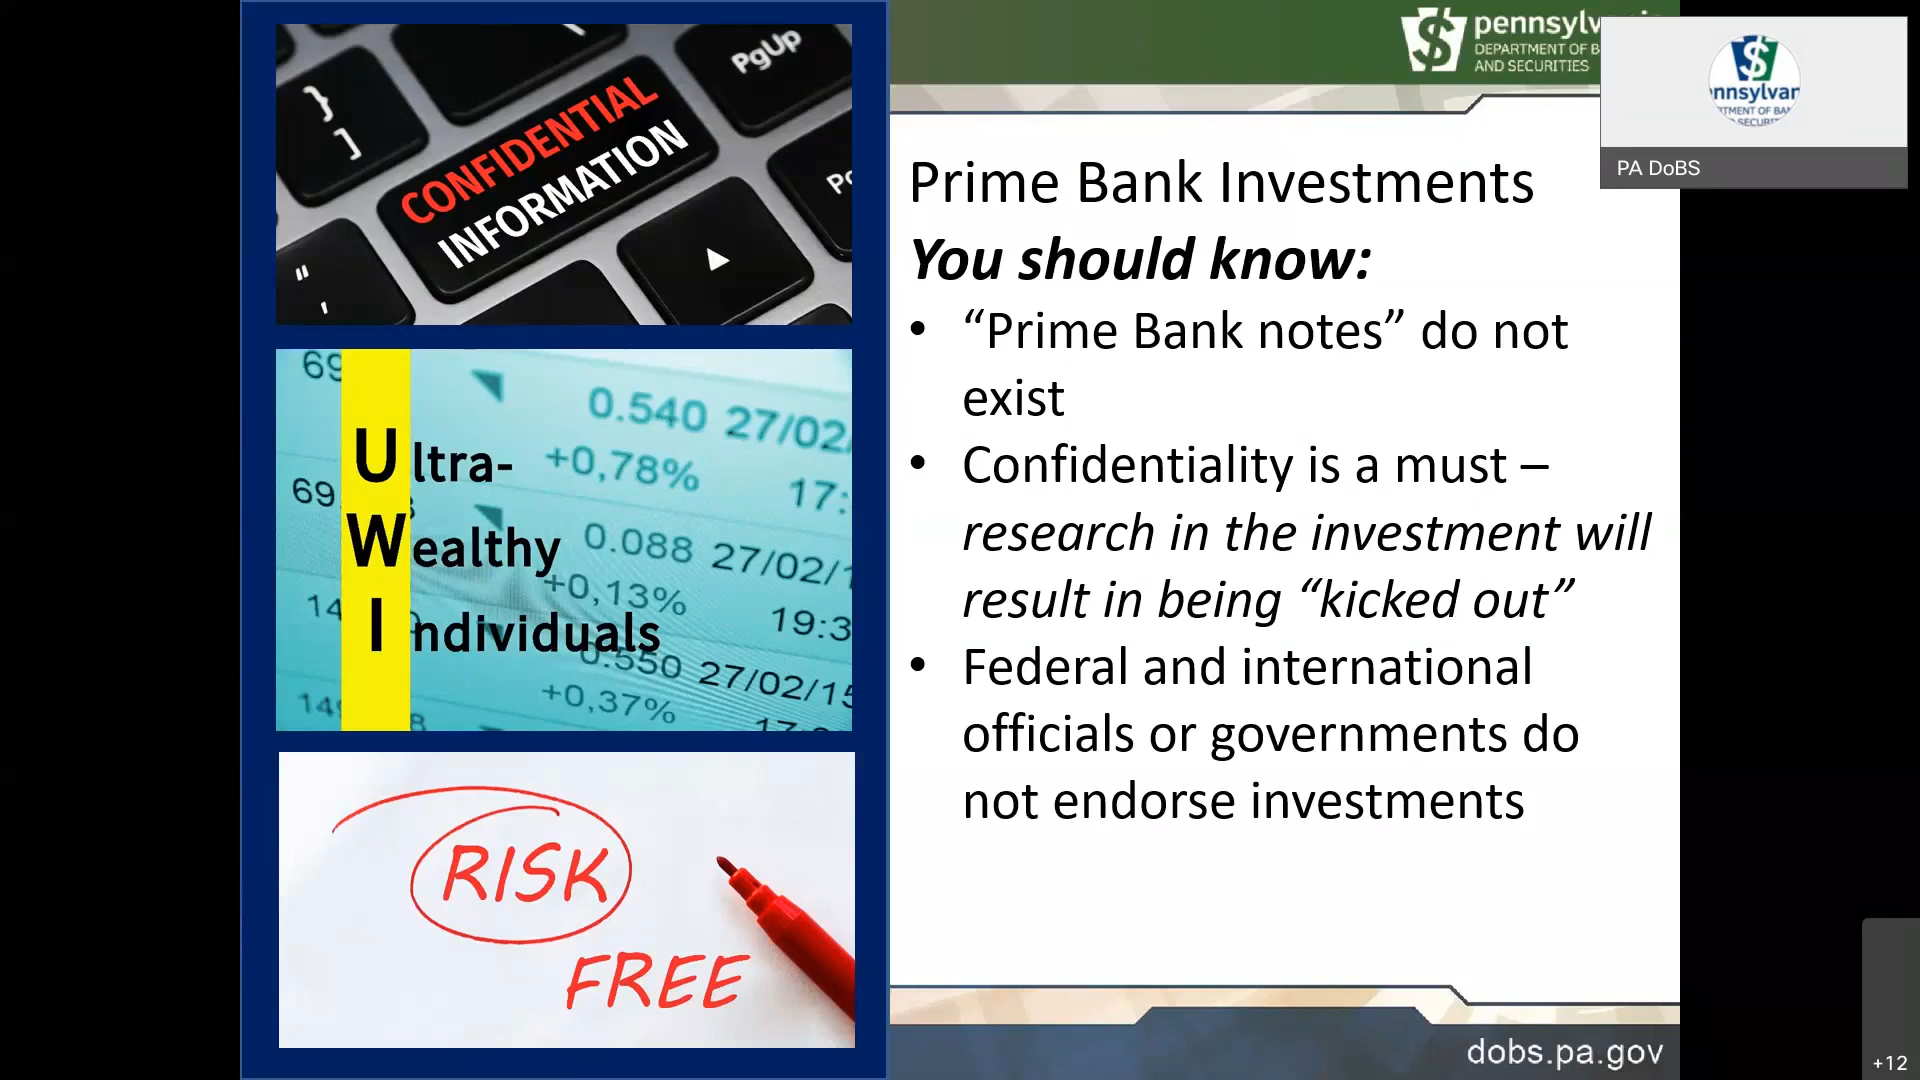 }
]
PgUp
CONFIDENTIAL
INFORMATION
"
,
Ultra-
Wealthy
Individuals
0.540 27/02
+0,78%
17:
69
0.088 27/02/1
+0,13%
19:3
14
0.550 27/02/15
+0,37%
RISK
FREE
DEPARTMENT OF B
AND SECURITIES
PA DoBS
Prime Bank Investments
You should know:
• “Prime Bank notes” do not
exist
• Confidentiality is a must –
research in the investment will
result in being “kicked out”
• Federal and international
officials or governments do
not endorse investments
dobs.pa.gov
+12